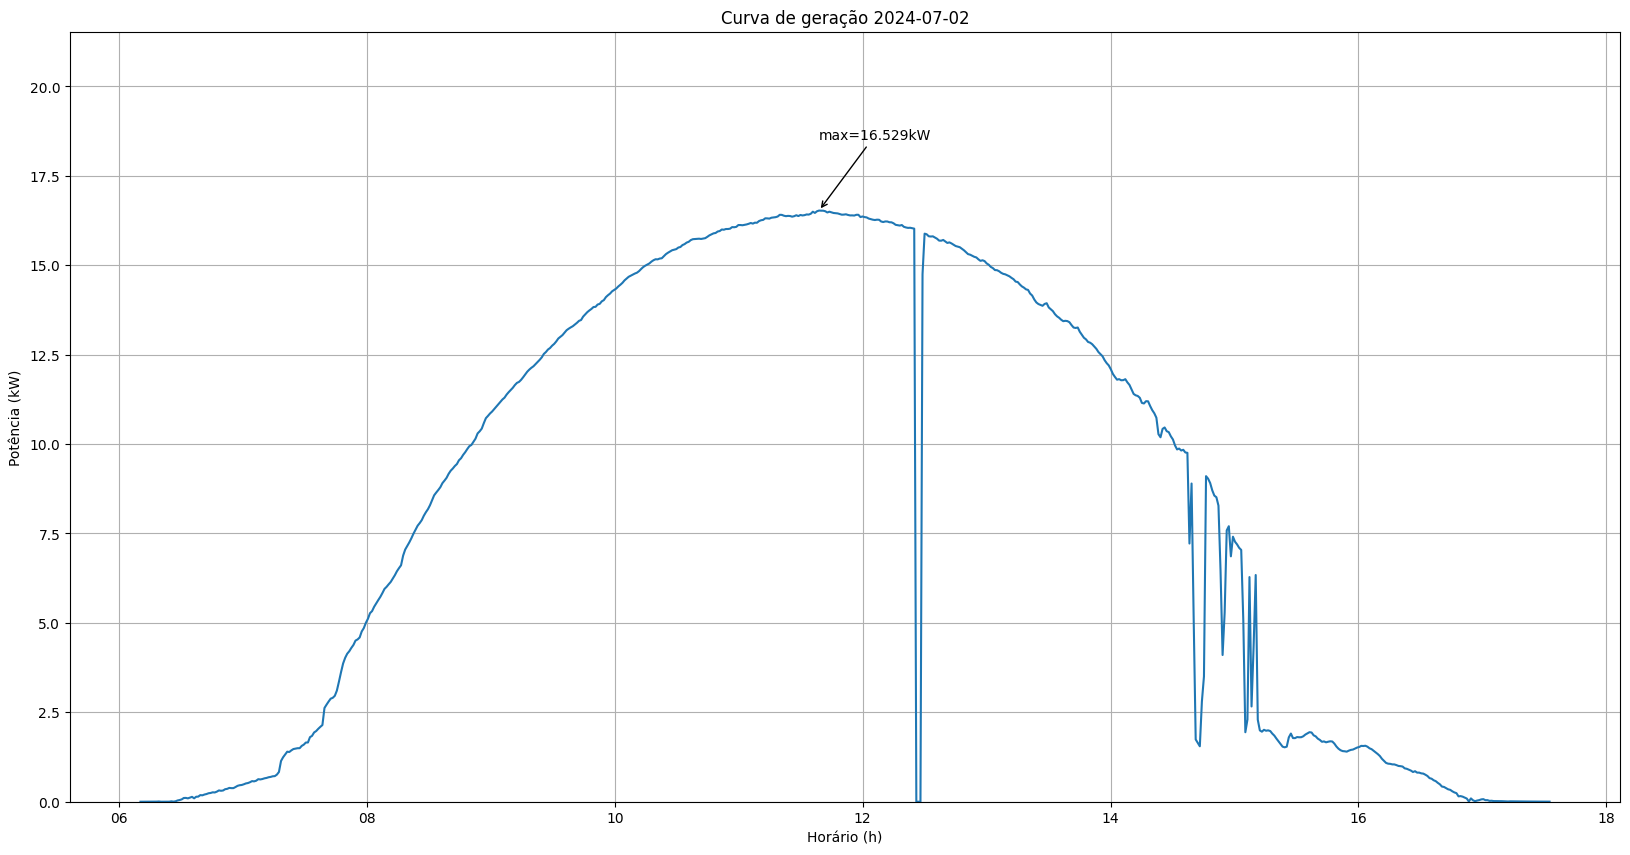 Curva de geração 2024-07-02
20.0
max=16.529kW
17.5
15.0
12.5
10.0
7.5
5.0
2.5
0.0
Potência (kW)
06 08 10 12 14 16 18
Horário (h)